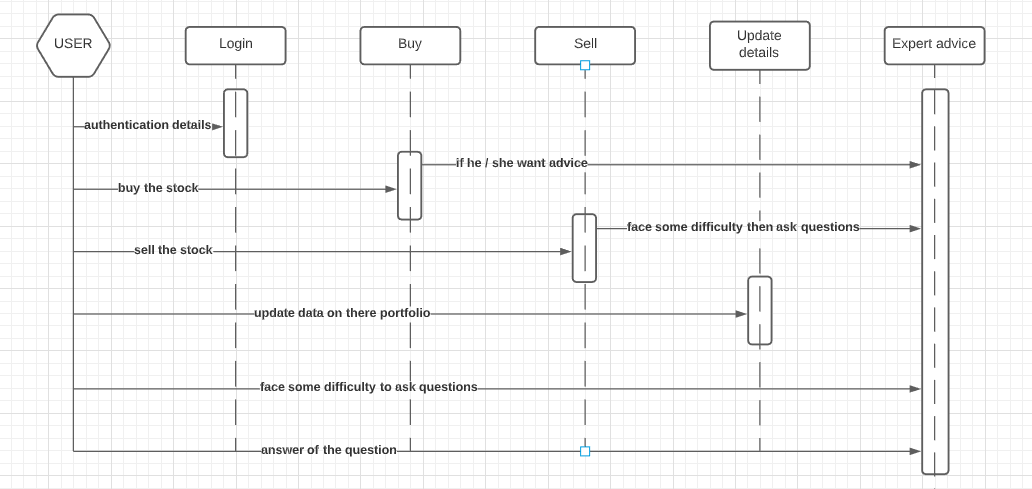 USER
Login
Buy
Sell
Update
details
Expert advice
authentication details
if he / she want advice
buy the stock
face some difficulty then ask questions
sell the stock
update data on there portfolio
face some difficulty to ask questions
answer of the question